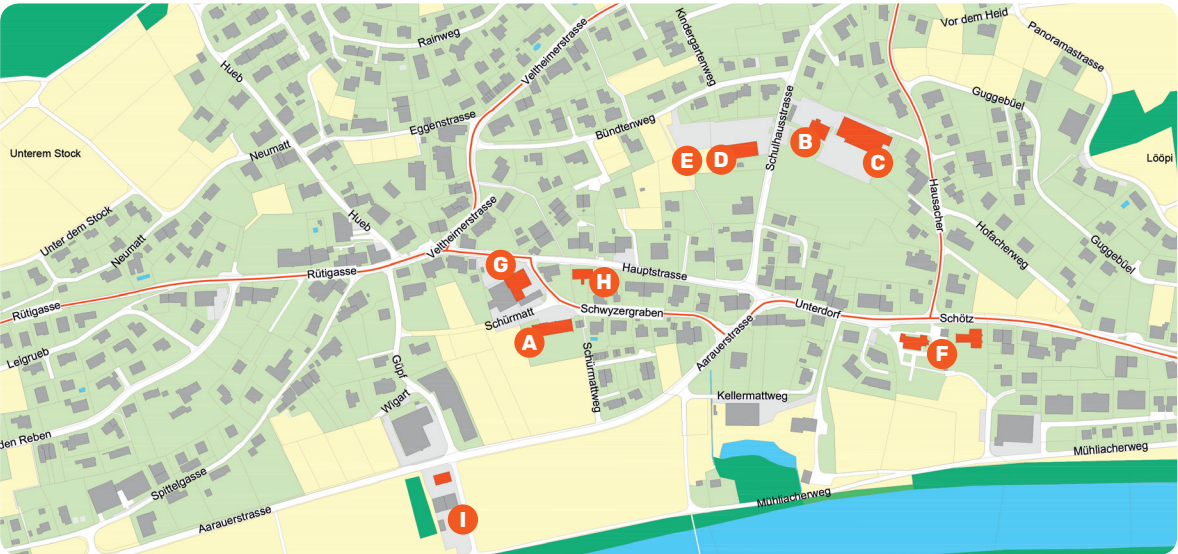 Rainweg
Veltheimerstrasse
Kindergartenweg
Vor dem Heid
Panoramastrasse
Hueb
Guggebüel
Eggenstrasse
Bündtenweg
Schulhausstrasse
B
C
Unterem Stock
Neumatt
E
D
Lööpi
Unter dem Stock
Neumatt
Hueb
Veltheimerstrasse
Hausacher
Hofacherweg
Guggebüel
Rütigasse
G
H
Hauptstrasse
Rütigasse
Schürmatt
Schwyzergraben
Unterdorf
Schötz
A
F
Leigrueb
Güpf
Schürmattweg
Aarauerstrasse
Wigart
Kellermattweg
den Reben
Mühliacherweg
Spittelgasse
Mühliacherweg
Aarauerstrasse
I